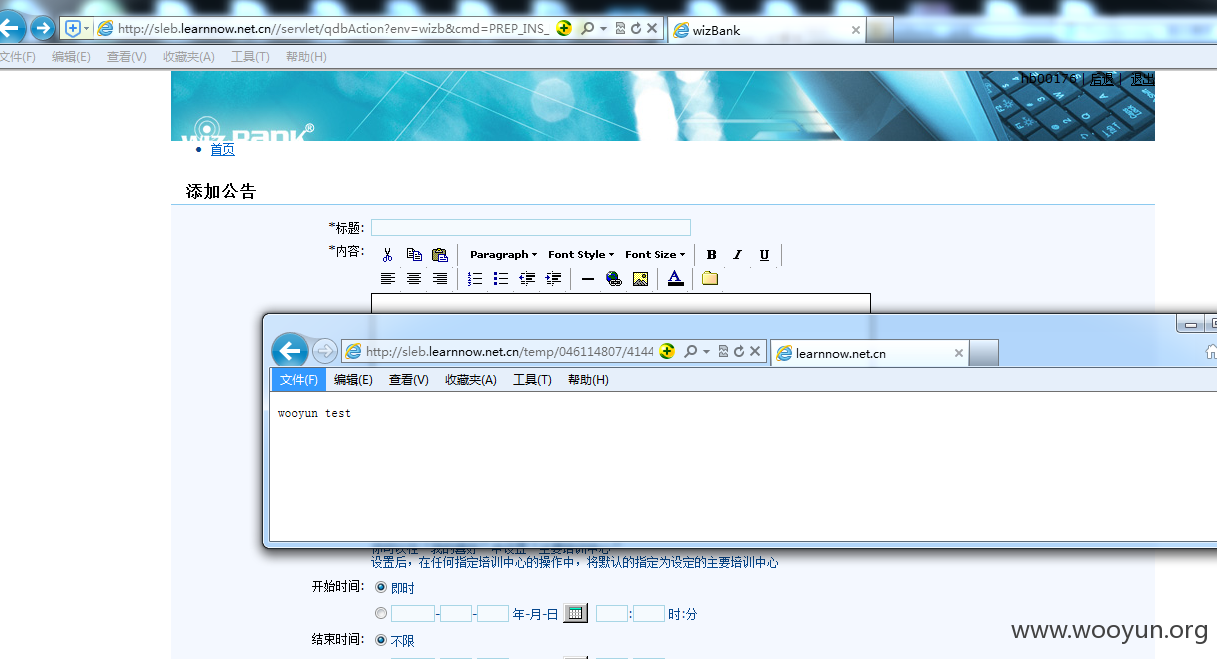 http://sleb.learnnow.net.cn//servlet/qdbAction?env=wizb&cmd=PREP_INS_
wizBank
文件(F) 编辑(E) 查看(V) 收藏夹(A) 工具(T) 帮助(H)
hb00176 | 后退 | 退出
wizBank®
首页
添加公告
*标题:
*内容:
Paragraph Font Style Font Size B I U
A
http://sleb.learnnow.net.cn/temp/046114807/4144
learnnow.net.cn
文件(F) 编辑(E) 查看(V) 收藏夹(A) 工具(T) 帮助(H)
wooyun test
设置后，在任何指定培训中心的操作中，将默认的指定为设定的主要培训中心
开始时间: 即时
- - 年-月-日 : 时:分
结束时间: 不限
www.wooyun.org